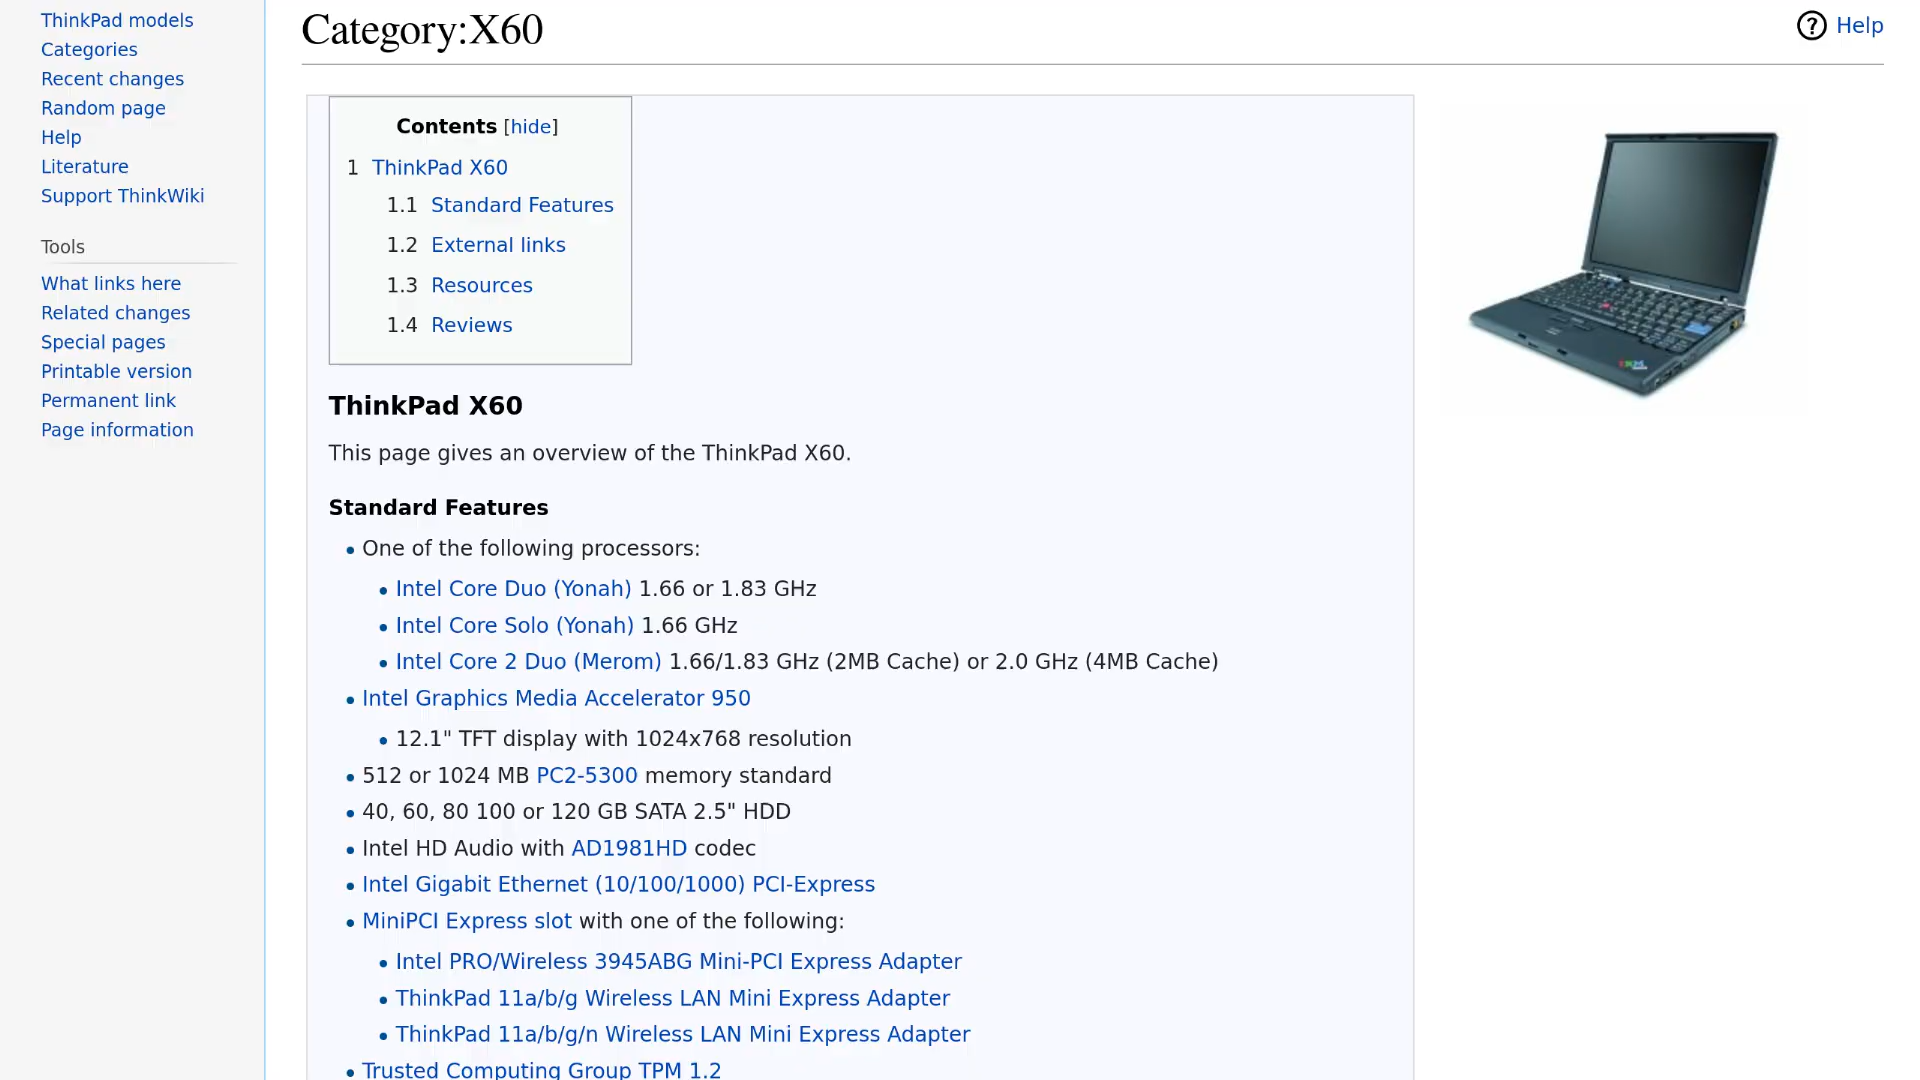 ThinkPad models
Categories
Recent changes
Random page
Help
Literature
Support ThinkWiki
Tools
What links here
Related changes
Special pages
Printable version
Permanent link
Page information
Category:X60
Help
Contents [hide]
1 ThinkPad X60
1.1 Standard Features
1.2 External links
1.3 Resources
1.4 Reviews
ThinkPad X60
This page gives an overview of the ThinkPad X60.
Standard Features
One of the following processors:
Intel Core Duo (Yonah) 1.66 or 1.83 GHz
Intel Core Solo (Yonah) 1.66 GHz
Intel Core 2 Duo (Merom) 1.66/1.83 GHz (2MB Cache) or 2.0 GHz (4MB Cache)
Intel Graphics Media Accelerator 950
12.1" TFT display with 1024x768 resolution
512 or 1024 MB PC2-5300 memory standard
40, 60, 80 100 or 120 GB SATA 2.5" HDD
Intel HD Audio with AD1981HD codec
Intel Gigabit Ethernet (10/100/1000) PCI-Express
MiniPCI Express slot with one of the following:
Intel PRO/Wireless 3945ABG Mini-PCI Express Adapter
ThinkPad 11a/b/g Wireless LAN Mini Express Adapter
ThinkPad 11a/b/g/n Wireless LAN Mini Express Adapter
Trusted Computing Group TPM 1.2